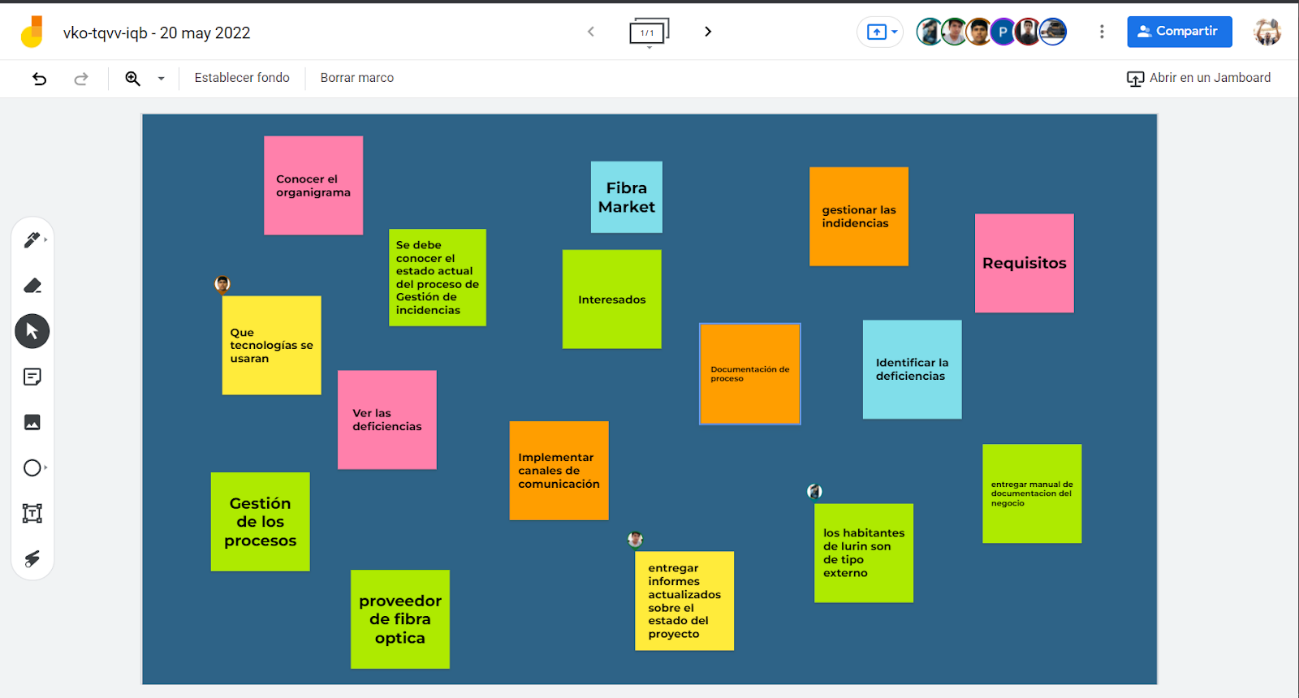 vko-tqvv-iqb - 20 may 2022
1/1
P
Compartir
Establecer fondo
Borrar marco
Abrir en un Jamboard
Conocer el
organigrama
Fibra
Market
gestionar las
indidencias
Requisitos
Se debe
conocer el
estado actual
del proceso de
Gestión de
incidencias
Interesados
Que
tecnologías se
usaran
Documentación de
proceso
Identificar la
deficiencias
Ver las
deficiencias
Implementar
canales de
comunicación
entregar manual de
documentacion del
negocio
Gestión
de los
procesos
los habitantes
de lurin son
de tipo
externo
entregar
informes
actualizados
sobre el
estado del
proyecto
proveedor
de fibra
optica